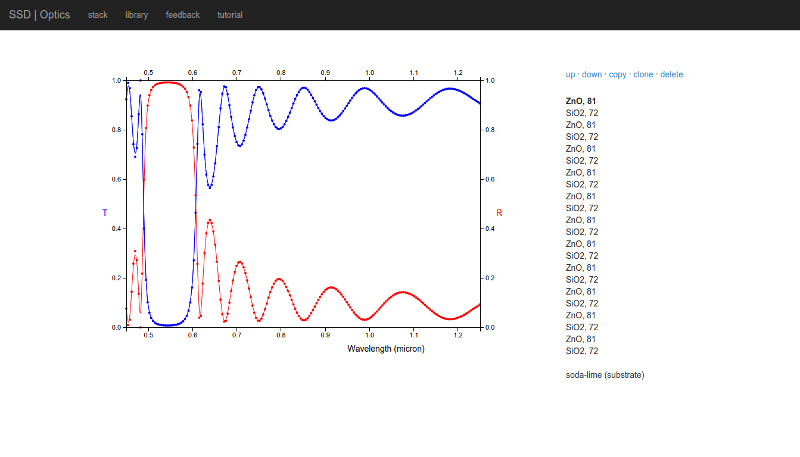 SSD | Optics stack library feedback tutorial
up · down · copy · clone · delete
0.5 0.6 0.7 0.8 0.9 1.0 1.1 1.2
1.0 1.0
0.8 0.8
0.6 0.6
T R
0.4 0.4
0.2 0.2
0.0 0.0
0.5 0.6 0.7 0.8 0.9 1.0 1.1 1.2
Wavelength (micron)
ZnO, 81
SiO2, 72
ZnO, 81
SiO2, 72
ZnO, 81
SiO2, 72
ZnO, 81
SiO2, 72
ZnO, 81
SiO2, 72
ZnO, 81
SiO2, 72
ZnO, 81
SiO2, 72
ZnO, 81
SiO2, 72
ZnO, 81
SiO2, 72
ZnO, 81
SiO2, 72
ZnO, 81
SiO2, 72
soda-lime (substrate)